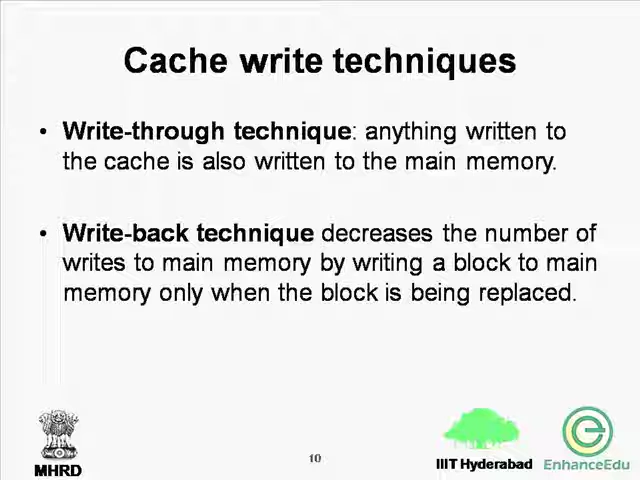 Cache write techniques
• Write-through technique: anything written to
the cache is also written to the main memory.
• Write-back technique decreases the number of
writes to main memory by writing a block to main
memory only when the block is being replaced.
MHRD
10
IIIT Hyderabad
EnhanceEdu